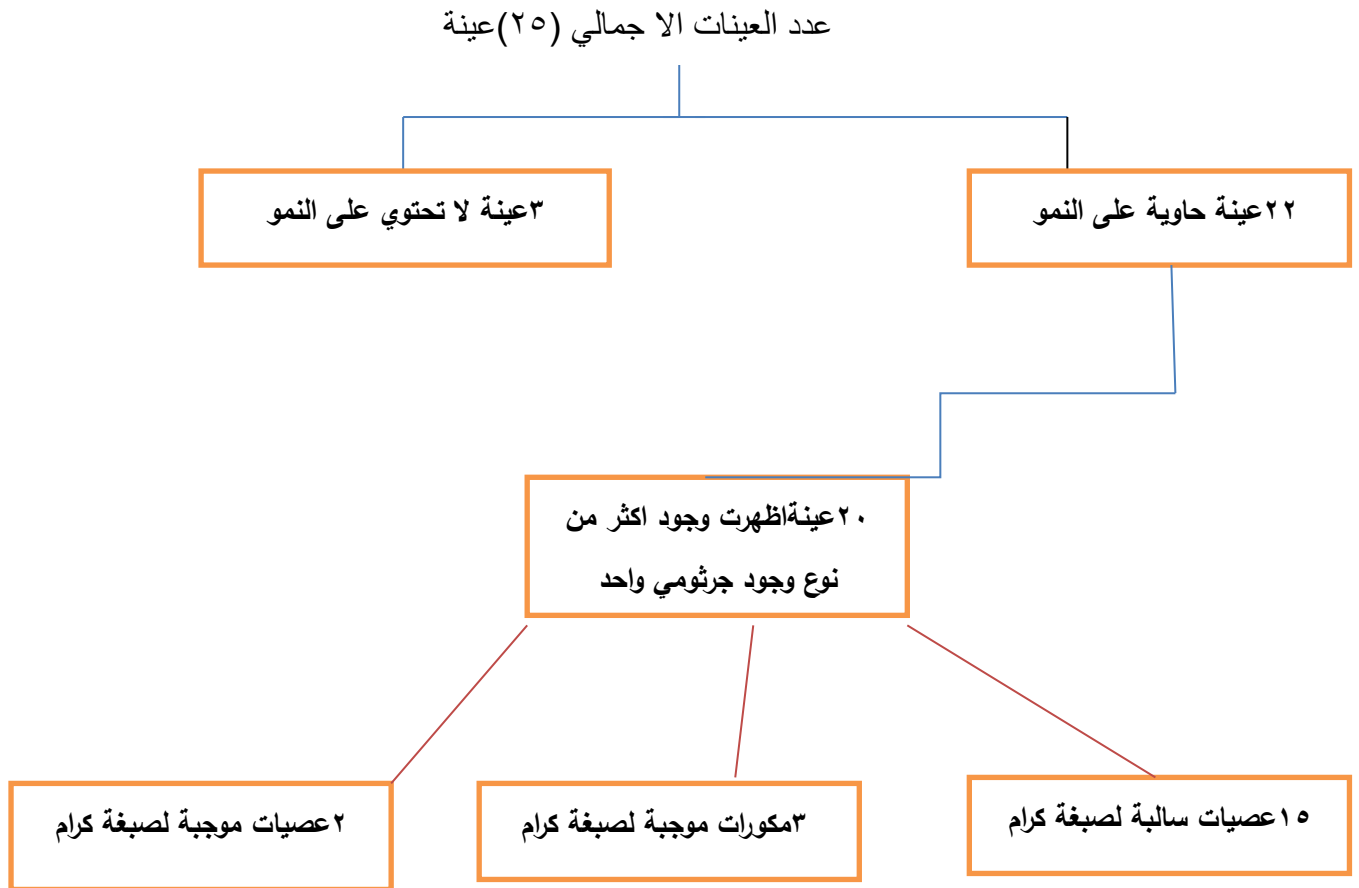 عدد العينات الا جمالي (٢٥)عينة
٢٢عينة حاوية على النمو
٣عينة لا تحتوي على النمو
٢٠عينةاظهرت وجود اكثر من
نوع وجود جرثومي واحد
١٥عصيات سالبة لصبغة كرام
٣مكورات موجبة لصبغة كرام
٢عصيات موجبة لصبغة كرام